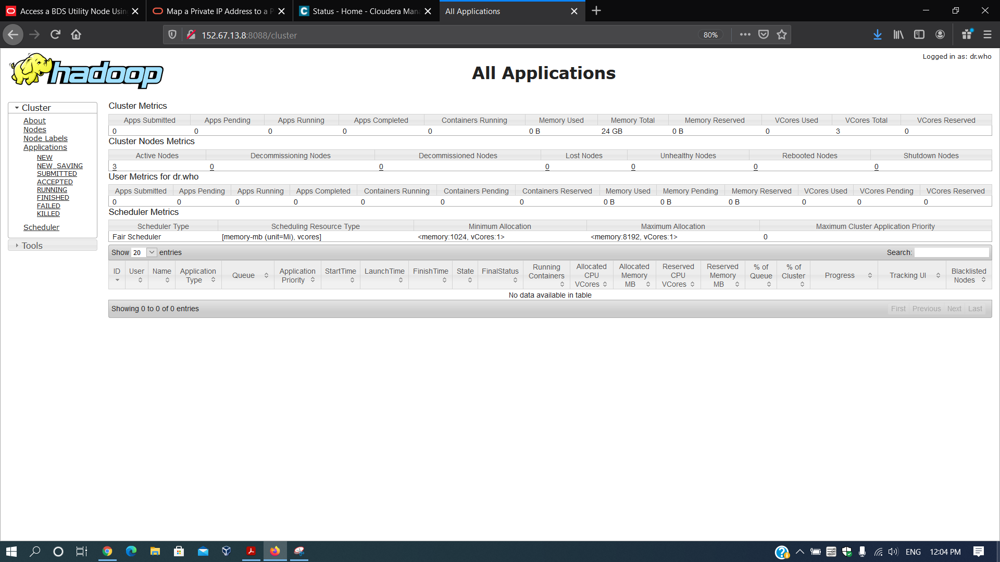 Access a BDS Utility Node Usin
Map a Private IP Address to a P
Status - Home - Cloudera Mana
All Applications
152.67.13.8:8088/cluster
80%
Logged in as: dr.who
hadoop
All Applications
Cluster
About
Nodes
Node Labels
Applications
NEW
NEW_SAVING
SUBMITTED
ACCEPTED
RUNNING
FINISHED
FAILED
KILLED
Scheduler
Tools
Cluster Metrics
Apps Submitted Apps Pending Apps Running Apps Completed Containers Running Memory Used Memory Total Memory Reserved VCores Used VCores Total VCores Reserved
0 0 0 0 0 0 B 24 GB 0 B 0 3 0
Cluster Nodes Metrics
Active Nodes Decommissioning Nodes Decommissioned Nodes Lost Nodes Unhealthy Nodes Rebooted Nodes Shutdown Nodes
3 0 0 0 0 0 0
User Metrics for dr.who
Apps Submitted Apps Pending Apps Running Apps Completed Containers Running Containers Pending Containers Reserved Memory Used Memory Pending Memory Reserved VCores Used VCores Pending VCores Reserved
0 0 0 0 0 0 0 0 B 0 B 0 B 0 0 0
Scheduler Metrics
Scheduler Type Scheduling Resource Type Minimum Allocation Maximum Allocation Maximum Cluster Application Priority
Fair Scheduler [memory-mb (unit=Mi), vcores] <memory:1024, vCores:1> <memory:8192, vCores:1> 0
Show 20 entries Search:
ID User Name Application Type Queue Application Priority StartTime LaunchTime FinishTime State FinalStatus Running Containers Allocated CPU VCores Allocated Memory MB Reserved CPU VCores Reserved Memory MB % of Queue % of Cluster Progress Tracking UI Blacklisted Nodes
No data available in table
Showing 0 to 0 of 0 entries First Previous Next Last
ENG 12:04 PM